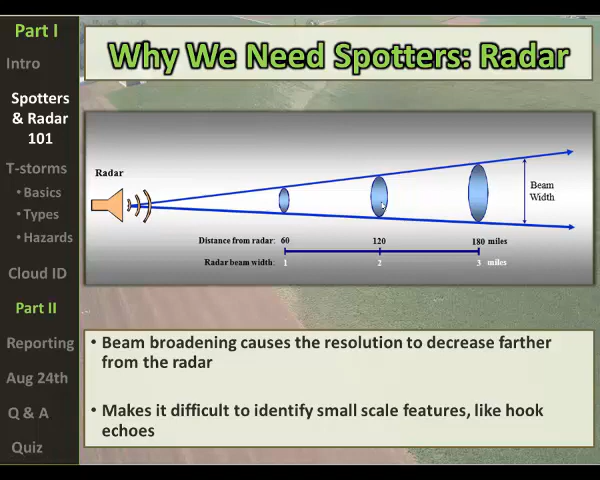 Part I
Intro
Spotters
& Radar
101
T-storms
• Basics
• Types
• Hazards
Cloud ID
Part II
Reporting
Aug 24th
Q & A
Quiz
Why We Need Spotters: Radar
Radar
Beam
Width
Distance from radar: 60 120 180 miles
Radar beam width: 1 2 3 miles
• Beam broadening causes the resolution to decrease farther
from the radar
• Makes it difficult to identify small scale features, like hook
echoes